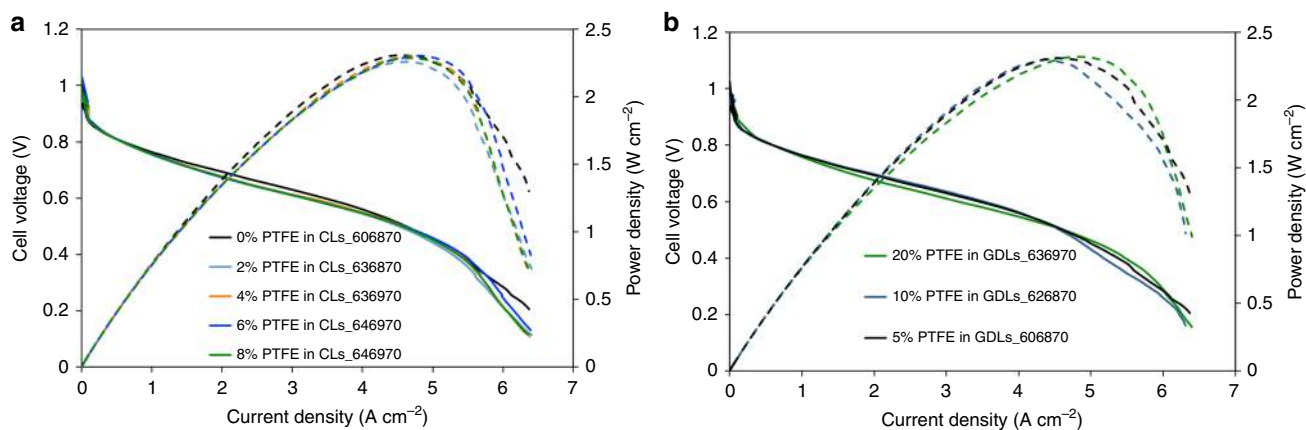 a
1.2
1
0.8
0.6
0.4
0.2
0
Cell voltage (V)
0 1 2 3 4 5 6 7
Current density (A cm−2)
2.5
2
1.5
1
0.5
0
Power density (W cm−2)
0% PTFE in CLs_606870
2% PTFE in CLs_636870
4% PTFE in CLs_636970
6% PTFE in CLs_646970
8% PTFE in CLs_646970
b
1.2
1
0.8
0.6
0.4
0.2
0
Cell voltage (V)
0 1 2 3 4 5 6 7
Current density (A cm−2)
2.5
2
1.5
1
0.5
0
Power density (W cm−2)
20% PTFE in GDLs_636970
10% PTFE in GDLs_626870
5% PTFE in GDLs_606870